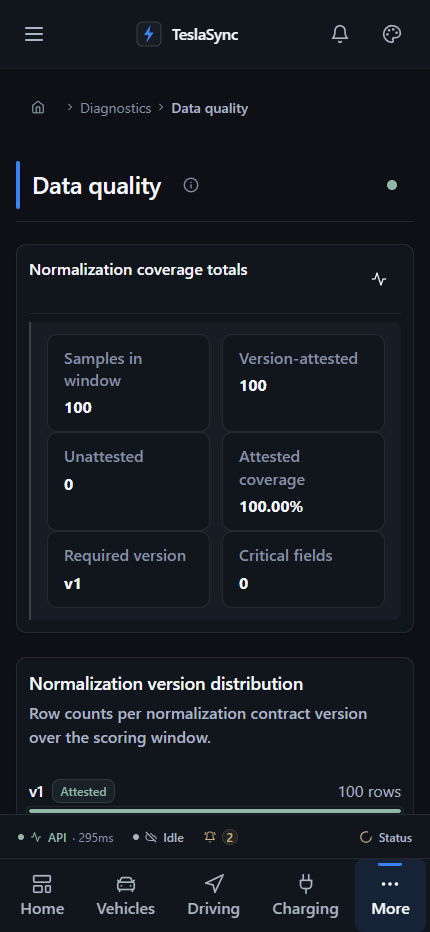 TeslaSync
Diagnostics
Data quality
Data quality
Normalization coverage totals
Samples in
window
100
Version-attested
100
Unattested
0
Attested
coverage
100.00%
Required version
v1
Critical fields
0
Normalization version distribution
Row counts per normalization contract version
over the scoring window.
v1 Attested 100 rows
API · 295ms Idle 2 Status
Home Vehicles Driving Charging More